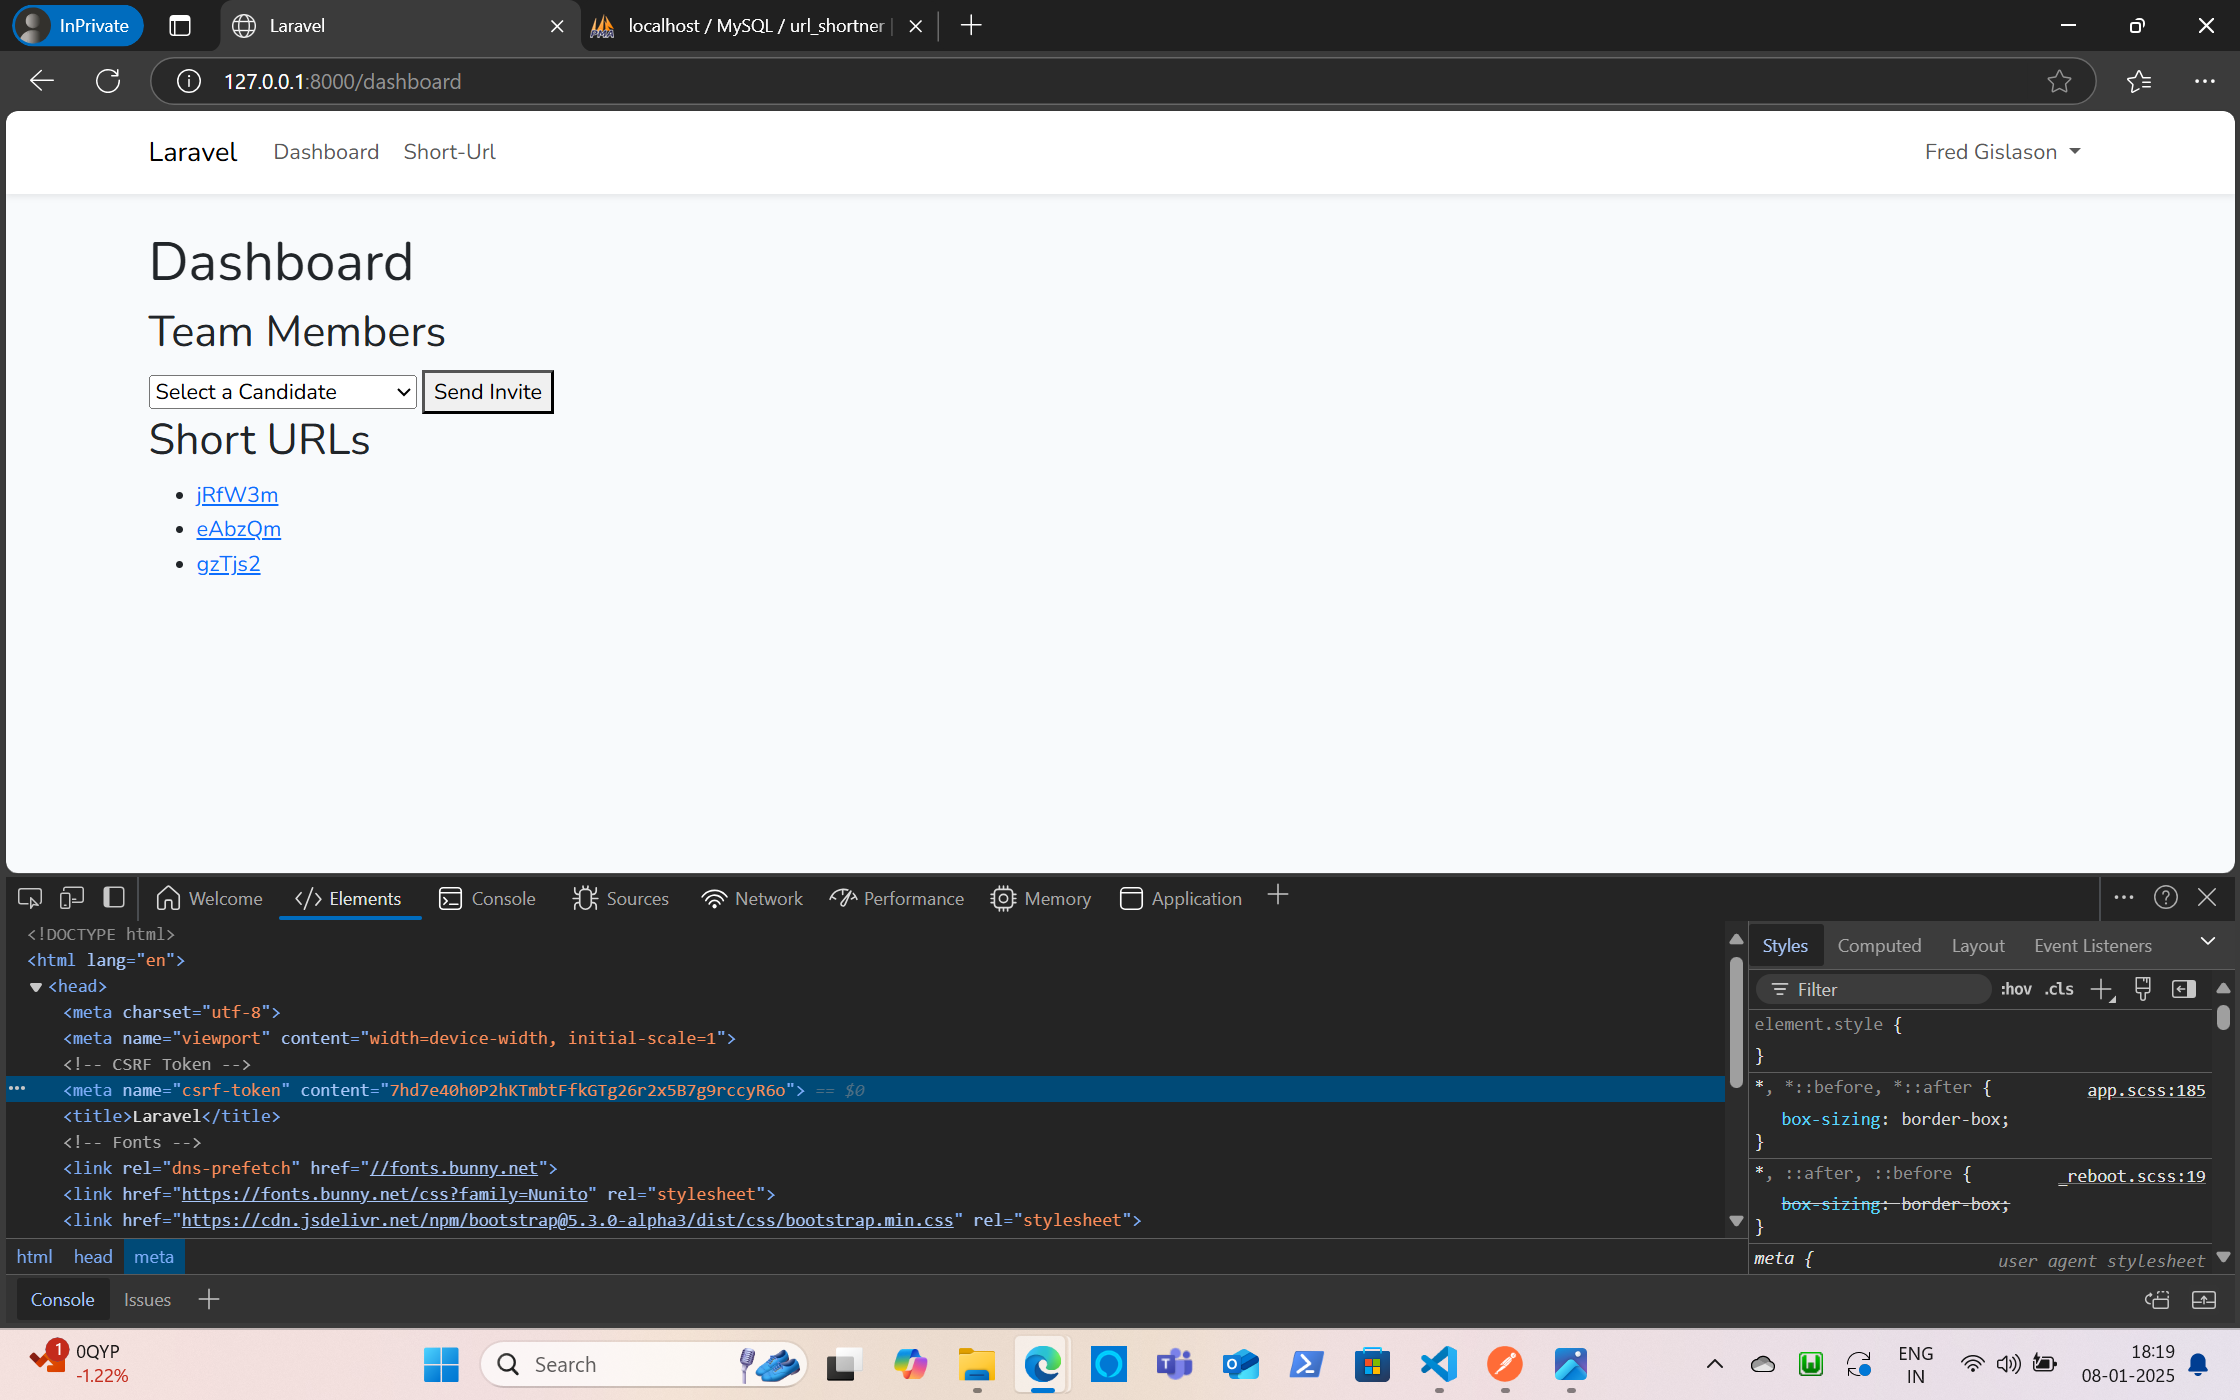 InPrivate
Laravel
localhost / MySQL / url_shortner |
127.0.0.1:8000/dashboard
Laravel Dashboard Short-Url Fred Gislason
Dashboard
Team Members
Select a Candidate Send Invite
Short URLs
jRfW3m
eAbzQm
gzTjs2
Welcome Elements Console Sources Network Performance Memory Application
<!DOCTYPE html>
<html lang="en">
<head>
<meta charset="utf-8">
<meta name="viewport" content="width=device-width, initial-scale=1">
<!-- CSRF Token -->
<meta name="csrf-token" content="7hd7e40h0P2hKTmbtFfkGTg26r2x5B7g9rccyR6o"> == $0
<title>Laravel</title>
<!-- Fonts -->
<link rel="dns-prefetch" href="//fonts.bunny.net">
<link href="https://fonts.bunny.net/css?family=Nunito" rel="stylesheet">
<link href="https://cdn.jsdelivr.net/npm/bootstrap@5.3.0-alpha3/dist/css/bootstrap.min.css" rel="stylesheet">
html head meta
Styles Computed Layout Event Listeners
Filter :hov .cls
element.style {
}
*, *::before, *::after { app.scss:185
box-sizing: border-box;
}
*, ::after, ::before { _reboot.scss:19
box-sizing: border-box;
}
meta { user agent stylesheet
Console Issues
1
0QYP
-1.22%
Search
ENG
IN
18:19
08-01-2025